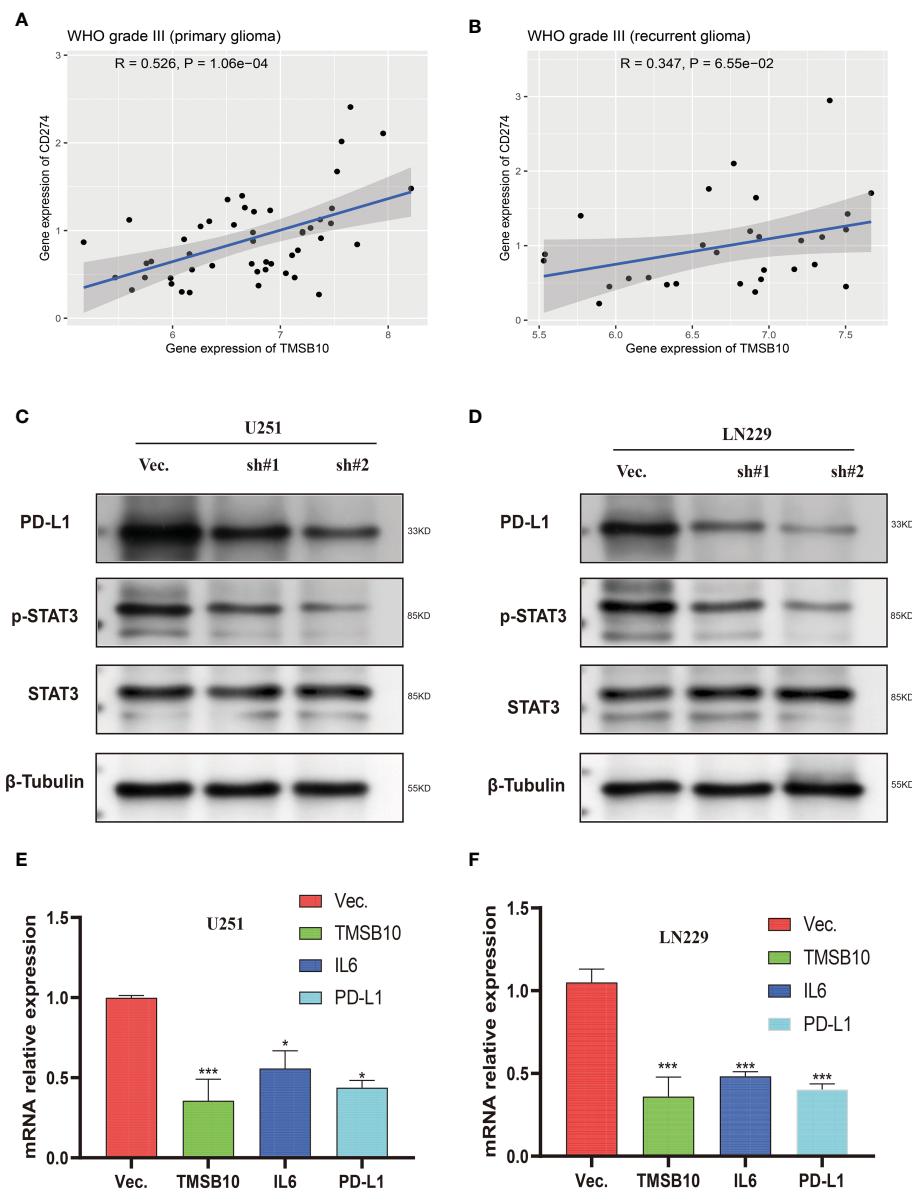 A
WHO grade III (primary glioma)
R = 0.526, P = 1.06e−04
3
2
1
0
Gene expression of CD274
6 7 8
Gene expression of TMSB10
B
WHO grade III (recurrent glioma)
R = 0.347, P = 6.55e−02
3
2
1
0
Gene expression of CD274
5.5 6.0 6.5 7.0 7.5
Gene expression of TMSB10
C
U251
Vec. sh#1 sh#2
PD-L1 33KD
p-STAT3 85KD
STAT3 85KD
β-Tubulin 55KD
D
LN229
Vec. sh#1 sh#2
PD-L1 33KD
p-STAT3 85KD
STAT3 85KD
β-Tubulin 55KD
E
U251
Vec.
TMSB10
IL6
PD-L1
1.5
1.0
0.5
0.0
mRNA relative expression
*** * *
Vec. TMSB10 IL6 PD-L1
F
LN229
Vec.
TMSB10
IL6
PD-L1
1.5
1.0
0.5
0.0
mRNA relative expression
*** *** ***
Vec. TMSB10 IL6 PD-L1